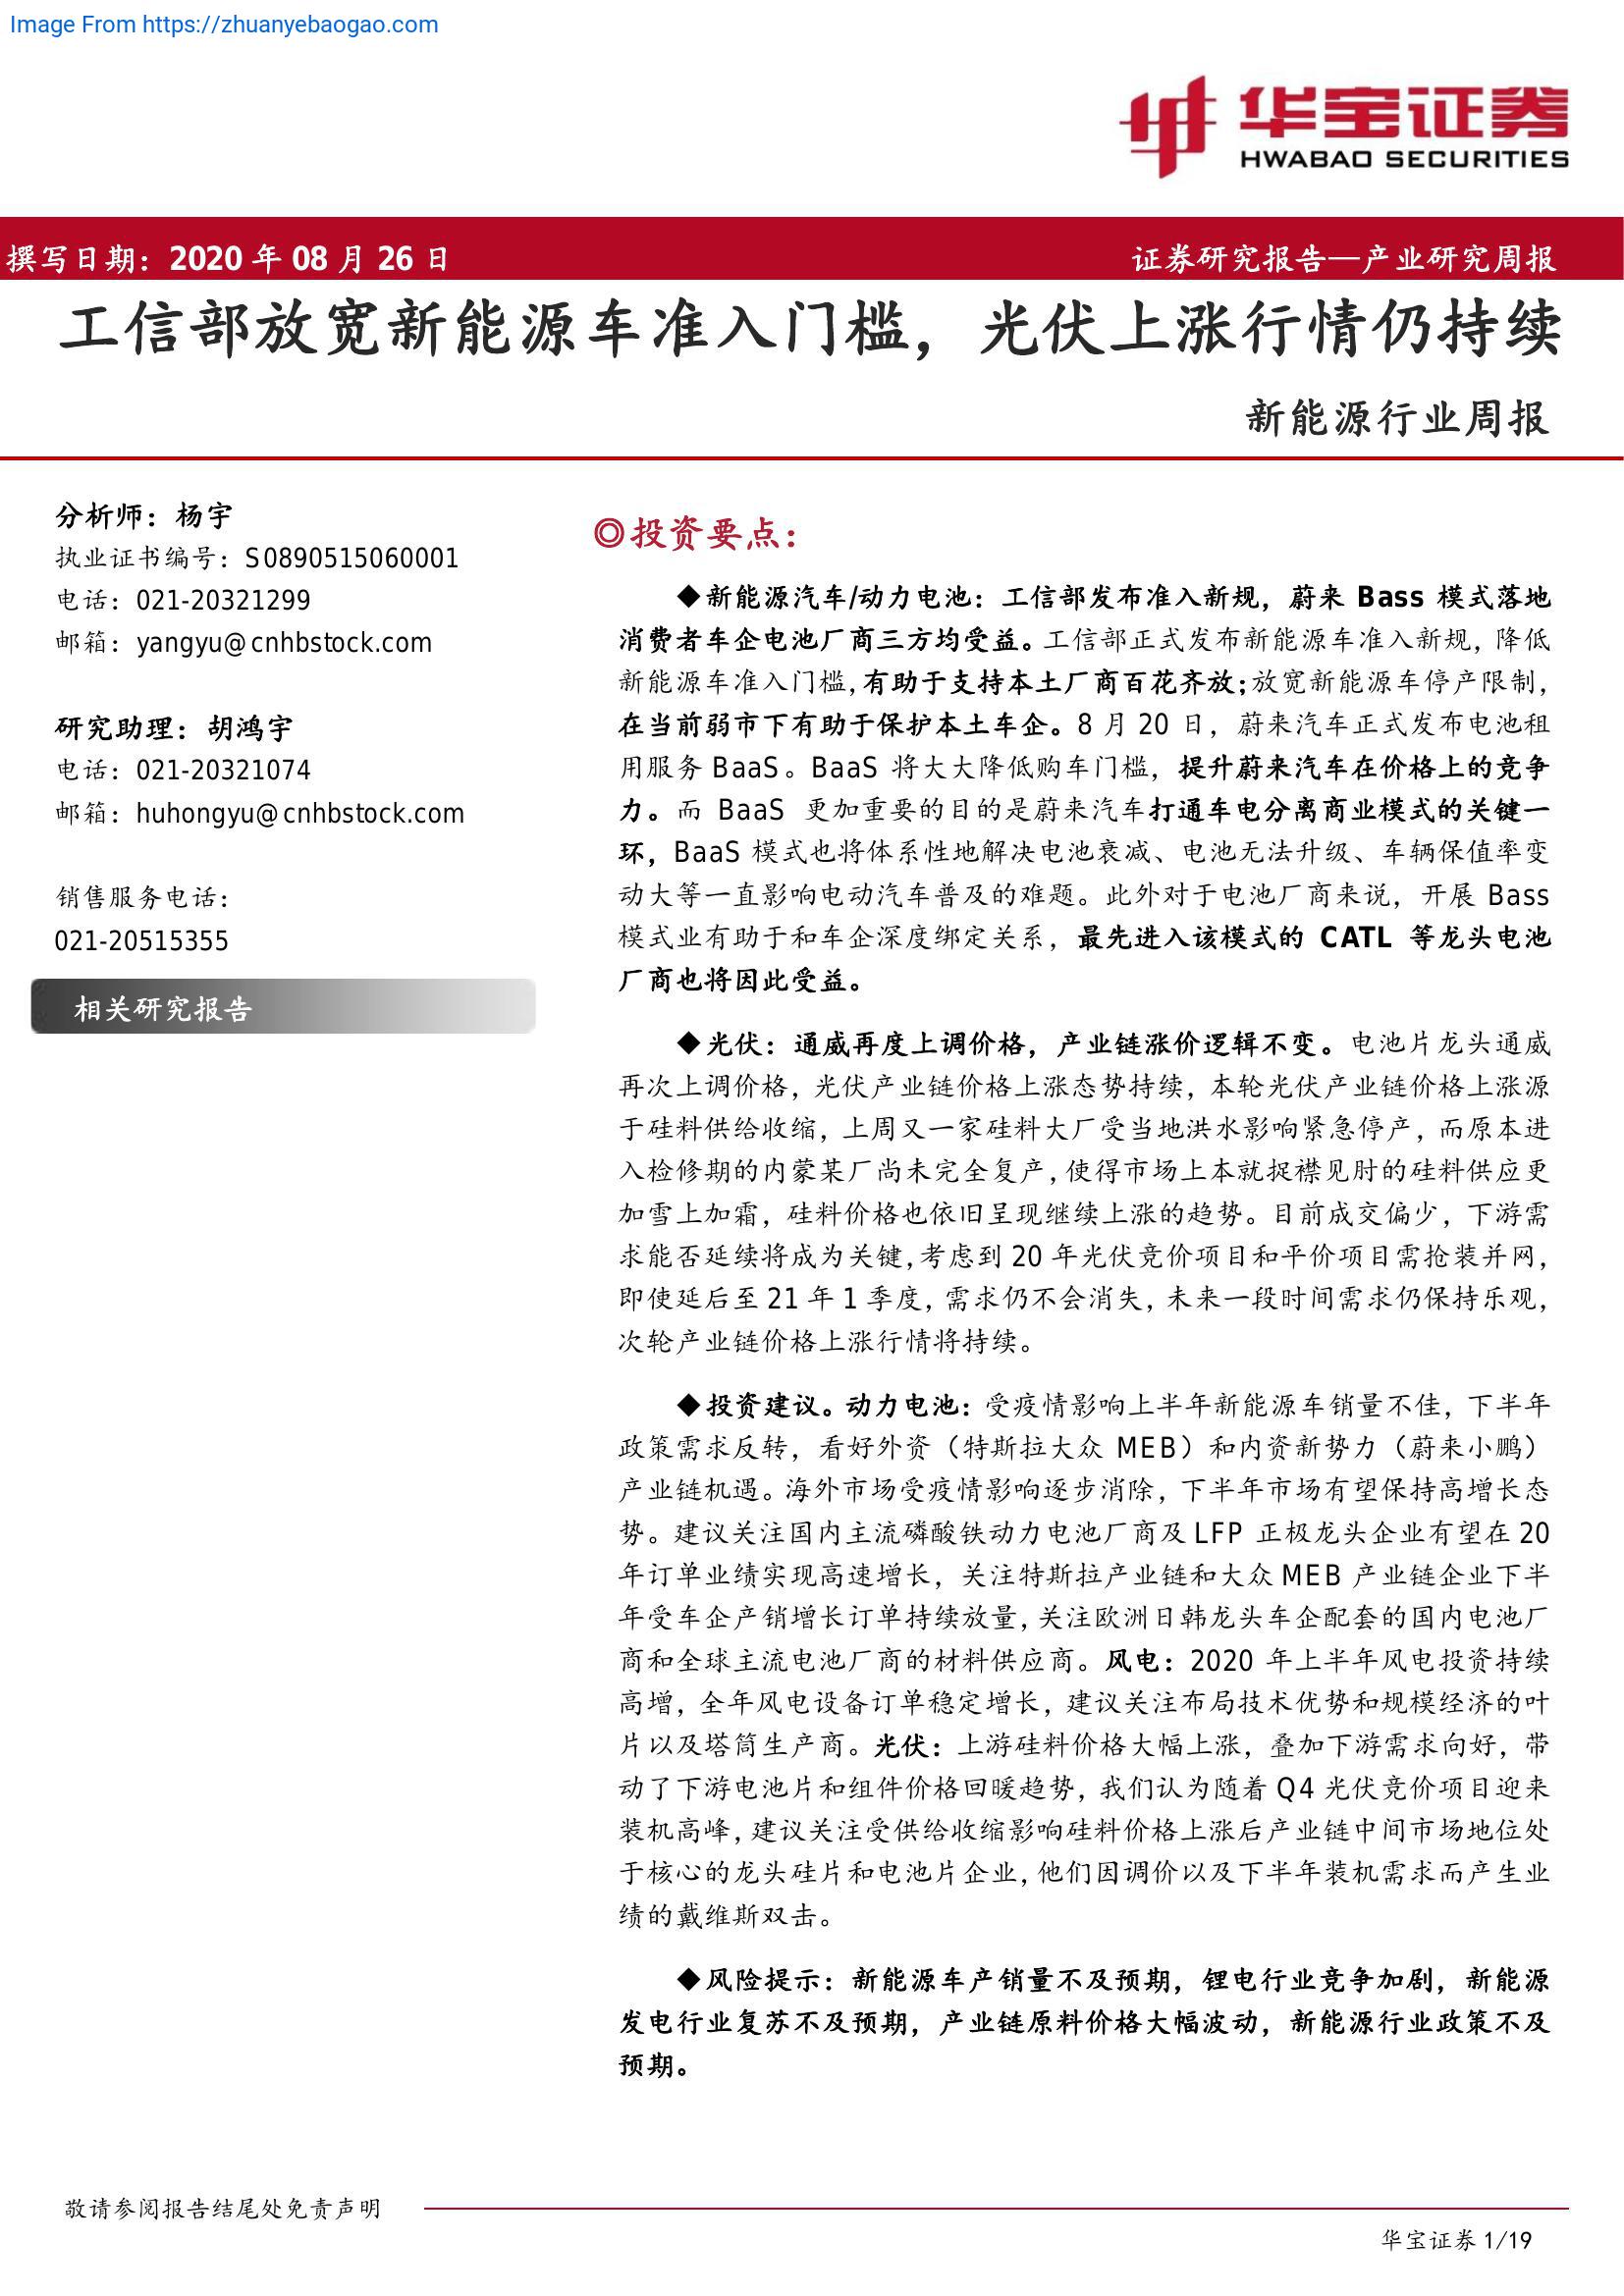 Image From https://zhuanyebaogao.com
华宝证券
HWABAO SECURITIES
撰写日期：2020 年 08 月 26 日
证券研究报告—产业研究周报
工信部放宽新能源车准入门槛，光伏上涨行情仍持续
新能源行业周报
分析师：杨宇
执业证书编号：S0890515060001
电话：021-20321299
邮箱：yangyu@cnhbstock.com
研究助理：胡鸿宇
电话：021-20321074
邮箱：huhongyu@cnhbstock.com
销售服务电话：
021-20515355
相关研究报告
◎投资要点：
◆新能源汽车/动力电池：工信部发布准入新规，蔚来 Bass 模式落地
消费者车企电池厂商三方均受益。工信部正式发布新能源车准入新规，降低
新能源车准入门槛，有助于支持本土厂商百花齐放；放宽新能源车停产限制，
在当前弱市下有助于保护本土车企。8 月 20 日，蔚来汽车正式发布电池租
用服务 BaaS。BaaS 将大大降低购车门槛，提升蔚来汽车在价格上的竞争
力。而 BaaS 更加重要的目的是蔚来汽车打通车电分离商业模式的关键一
环，BaaS 模式也将体系性地解决电池衰减、电池无法升级、车辆保值率变
动大等一直影响电动汽车普及的难题。此外对于电池厂商来说，开展 Bass
模式业有助于和车企深度绑定关系，最先进入该模式的 CATL 等龙头电池
厂商也将因此受益。
◆光伏：通威再度上调价格，产业链涨价逻辑不变。电池片龙头通威
再次上调价格，光伏产业链价格上涨态势持续，本轮光伏产业链价格上涨源
于硅料供给收缩，上周又一家硅料大厂受当地洪水影响紧急停产，而原本进
入检修期的内蒙某厂尚未完全复产，使得市场上本就捉襟见肘的硅料供应更
加雪上加霜，硅料价格也依旧呈现继续上涨的趋势。目前成交偏少，下游需
求能否延续将成为关键，考虑到 20 年光伏竞价项目和平价项目需抢装并网，
即使延后至 21 年 1 季度，需求仍不会消失，未来一段时间需求仍保持乐观，
次轮产业链价格上涨行情将持续。
◆投资建议。动力电池：受疫情影响上半年新能源车销量不佳，下半年
政策需求反转，看好外资（特斯拉大众 MEB）和内资新势力（蔚来小鹏）
产业链机遇。海外市场受疫情影响逐步消除，下半年市场有望保持高增长态
势。建议关注国内主流磷酸铁动力电池厂商及 LFP 正极龙头企业有望在 20
年订单业绩实现高速增长，关注特斯拉产业链和大众 MEB 产业链企业下半
年受车企产销增长订单持续放量，关注欧洲日韩龙头车企配套的国内电池厂
商和全球主流电池厂商的材料供应商。风电：2020 年上半年风电投资持续
高增，全年风电设备订单稳定增长，建议关注布局技术优势和规模经济的叶
片以及塔筒生产商。光伏：上游硅料价格大幅上涨，叠加下游需求向好，带
动了下游电池片和组件价格回暖趋势，我们认为随着 Q4 光伏竞价项目迎来
装机高峰，建议关注受供给收缩影响硅料价格上涨后产业链中间市场地位处
于核心的龙头硅片和电池片企业，他们因调价以及下半年装机需求而产生业
绩的戴维斯双击。
◆风险提示：新能源车产销量不及预期，锂电行业竞争加剧，新能源
发电行业复苏不及预期，产业链原料价格大幅波动，新能源行业政策不及
预期。
敬请参阅报告结尾处免责声明
华宝证券 1/19